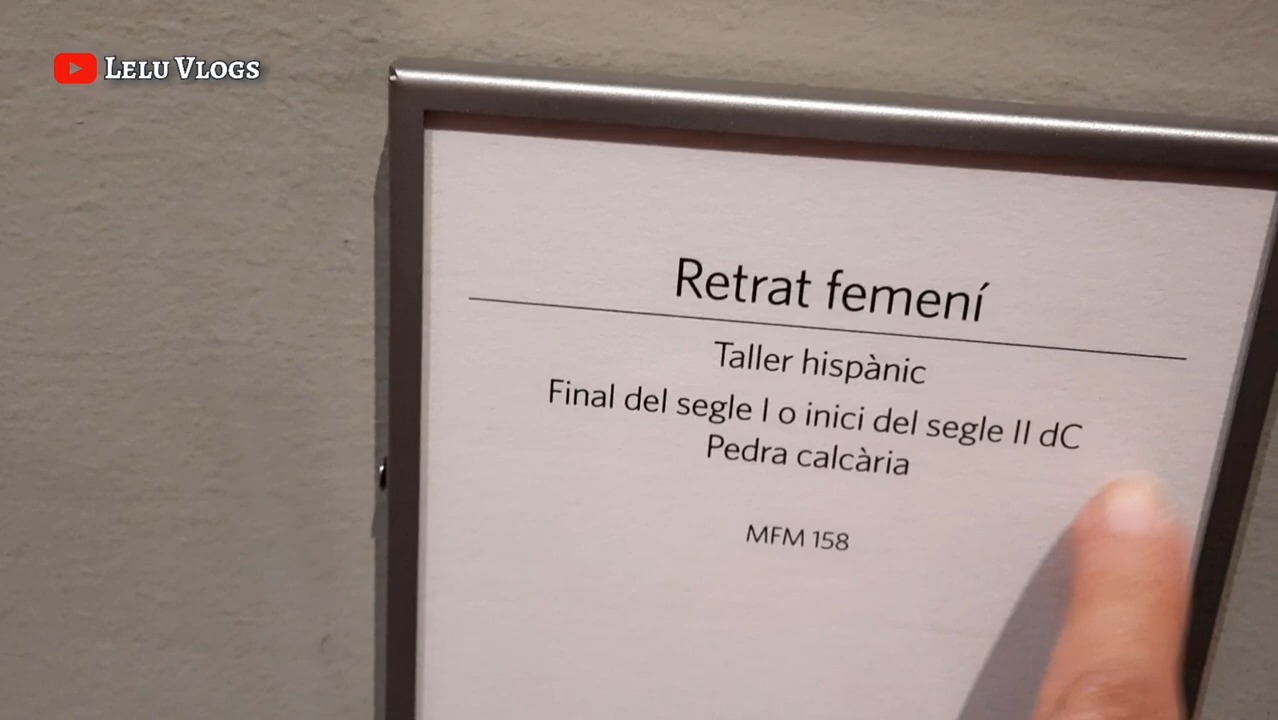 Lelu Vlogs
Retrat femení
Taller hispànic
Final del segle I o inici del segle II dC
Pedra calcària
MFM 158